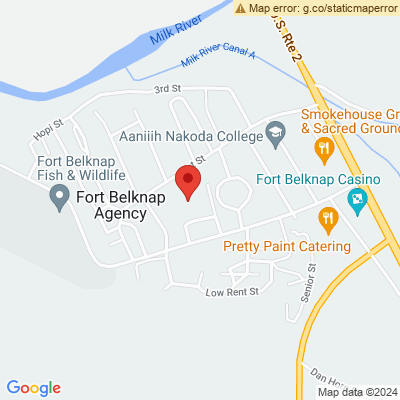 Map error: g.co/staticmaperror
Milk River
Milk River Canal A
U.S. Rte 2
3rd St
Hopi St
Smokehouse Gr
& Sacred Ground
Aaniiih Nakoda College
St
Fort Belknap
Fish & Wildlife
Fort Belknap Casino
Fort Belknap
Agency
Pretty Paint Catering
Senior St
Low Rent St
Dan Ho
Google
Map data ©2024